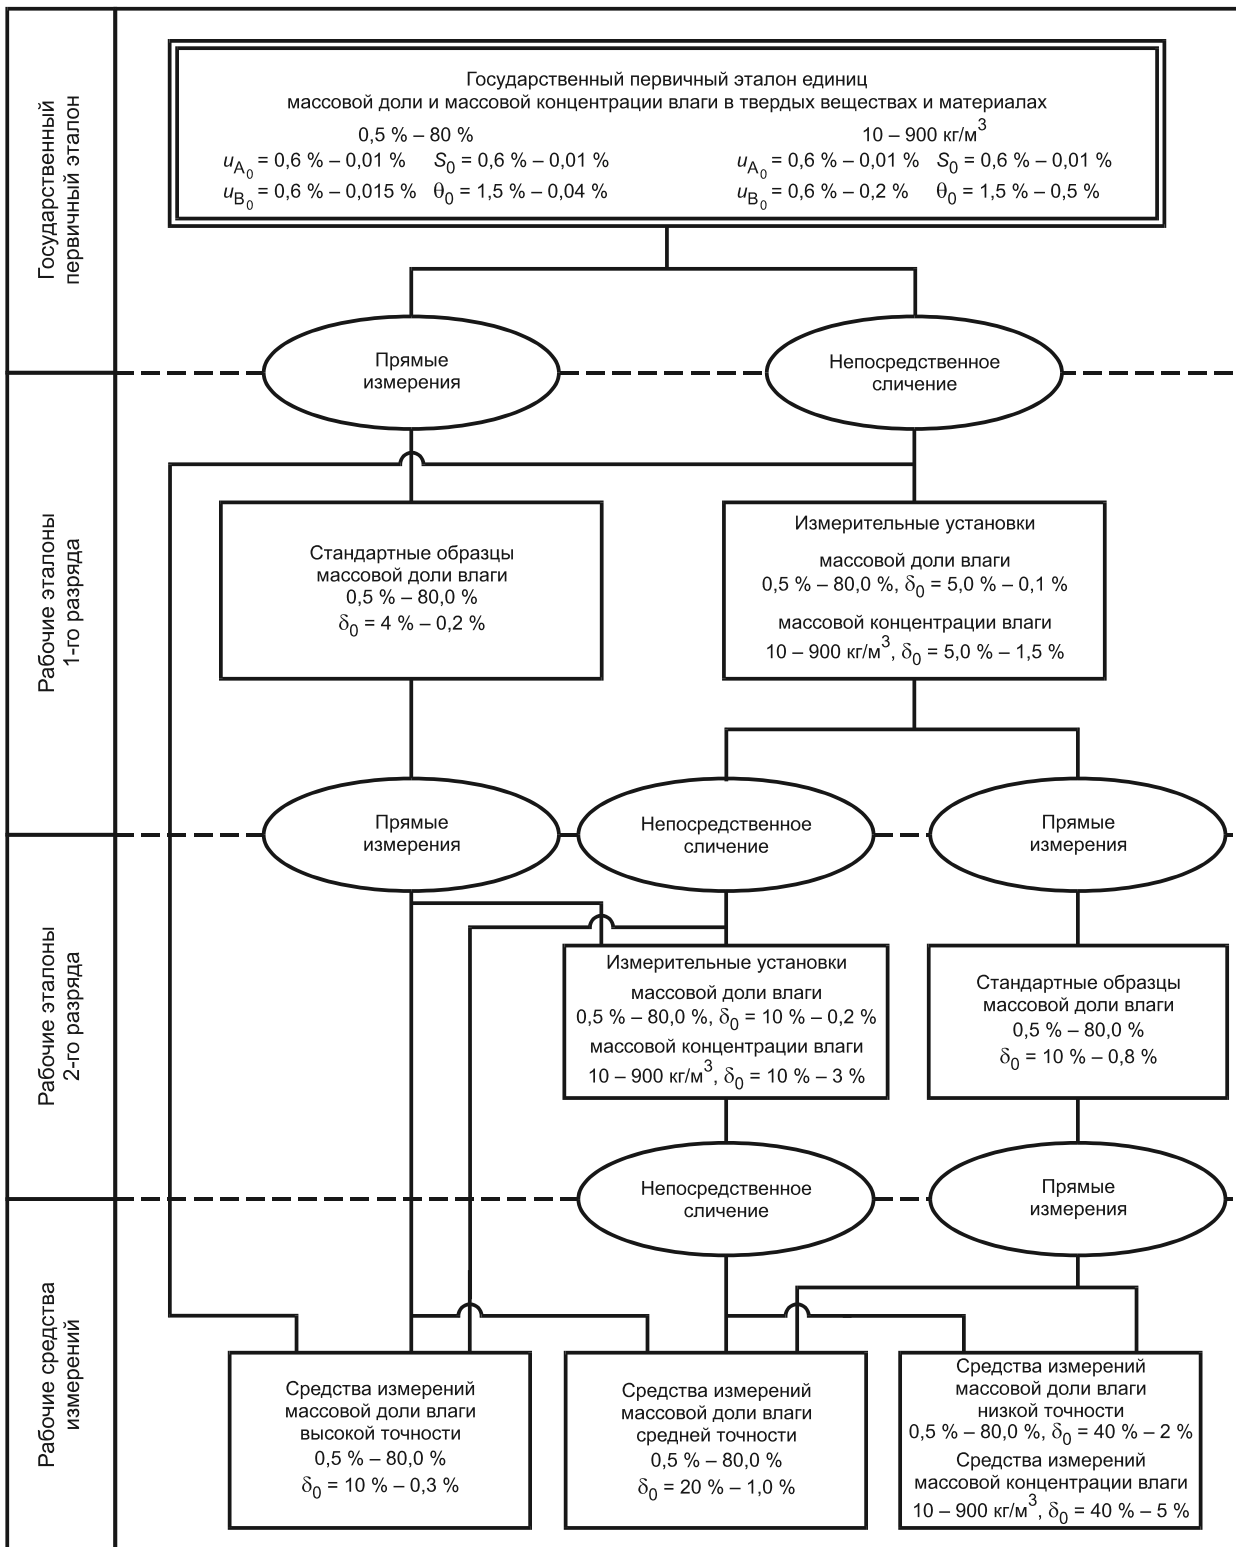 Государственный
первичный эталон
Государственный первичный эталон единиц
массовой доли и массовой концентрации влаги в твердых веществах и материалах
0,5 % – 80 %
u_A₀ = 0,6 % – 0,01 % S₀ = 0,6 % – 0,01 %
u_B₀ = 0,6 % – 0,015 % θ₀ = 1,5 % – 0,04 %
10 – 900 кг/м³
u_A₀ = 0,6 % – 0,01 % S₀ = 0,6 % – 0,01 %
u_B₀ = 0,6 % – 0,2 % θ₀ = 1,5 % – 0,5 %
Прямые
измерения
Непосредственное
сличение
Рабочие эталоны
1-го разряда
Стандартные образцы
массовой доли влаги
0,5 % – 80,0 %
δ₀ = 4 % – 0,2 %
Измерительные установки
массовой доли влаги
0,5 % – 80,0 %, δ₀ = 5,0 % – 0,1 %
массовой концентрации влаги
10 – 900 кг/м³, δ₀ = 5,0 % – 1,5 %
Прямые
измерения
Непосредственное
сличение
Прямые
измерения
Рабочие эталоны
2-го разряда
Измерительные установки
массовой доли влаги
0,5 % – 80,0 %, δ₀ = 10 % – 0,2 %
массовой концентрации влаги
10 – 900 кг/м³, δ₀ = 10 % – 3 %
Стандартные образцы
массовой доли влаги
0,5 % – 80,0 %
δ₀ = 10 % – 0,8 %
Непосредственное
сличение
Прямые
измерения
Рабочие средства
измерений
Средства измерений
массовой доли влаги
высокой точности
0,5 % – 80,0 %
δ₀ = 10 % – 0,3 %
Средства измерений
массовой доли влаги
средней точности
0,5 % – 80,0 %
δ₀ = 20 % – 1,0 %
Средства измерений
массовой доли влаги
низкой точности
0,5 % – 80,0 %, δ₀ = 40 % – 2 %
Средства измерений
массовой концентрации влаги
10 – 900 кг/м³, δ₀ = 40 % – 5 %